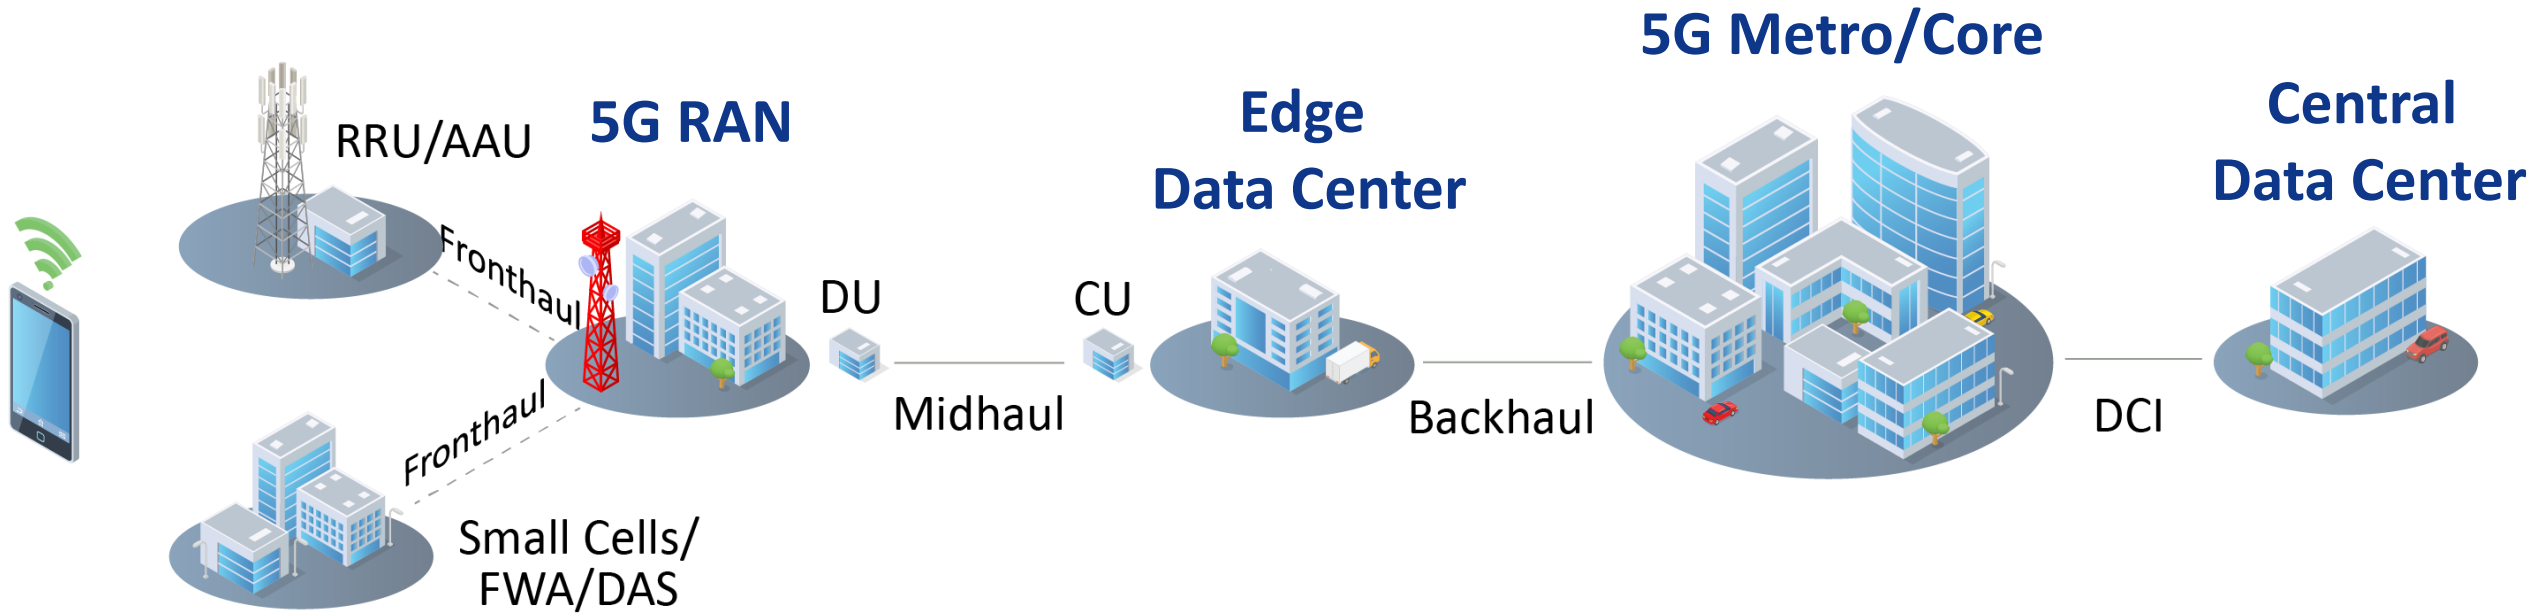 5G Metro/Core
Central
Data Center
Edge
Data Center
5G RAN
RRU/AAU
Fronthaul
DU
CU
Midhaul
Backhaul
DCI
Fronthaul
Small Cells/
FWA/DAS